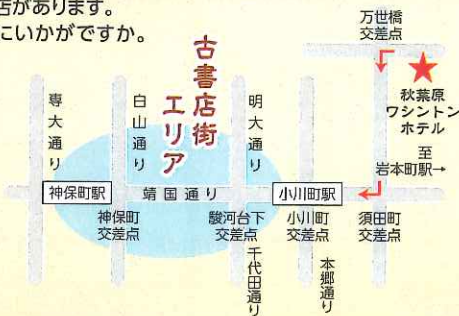 店があります。
にいかがですか。
万世橋
交差点
古書店街
エリア
秋葉原
ワシントン
ホテル
専大通り
白山通り
明大通り
至
岩本町駅→
神保町駅
靖国通り
小川町駅
神保町
交差点
駿河台下
交差点
小川町
交差点
須田町
交差点
千代田通り
本郷通り